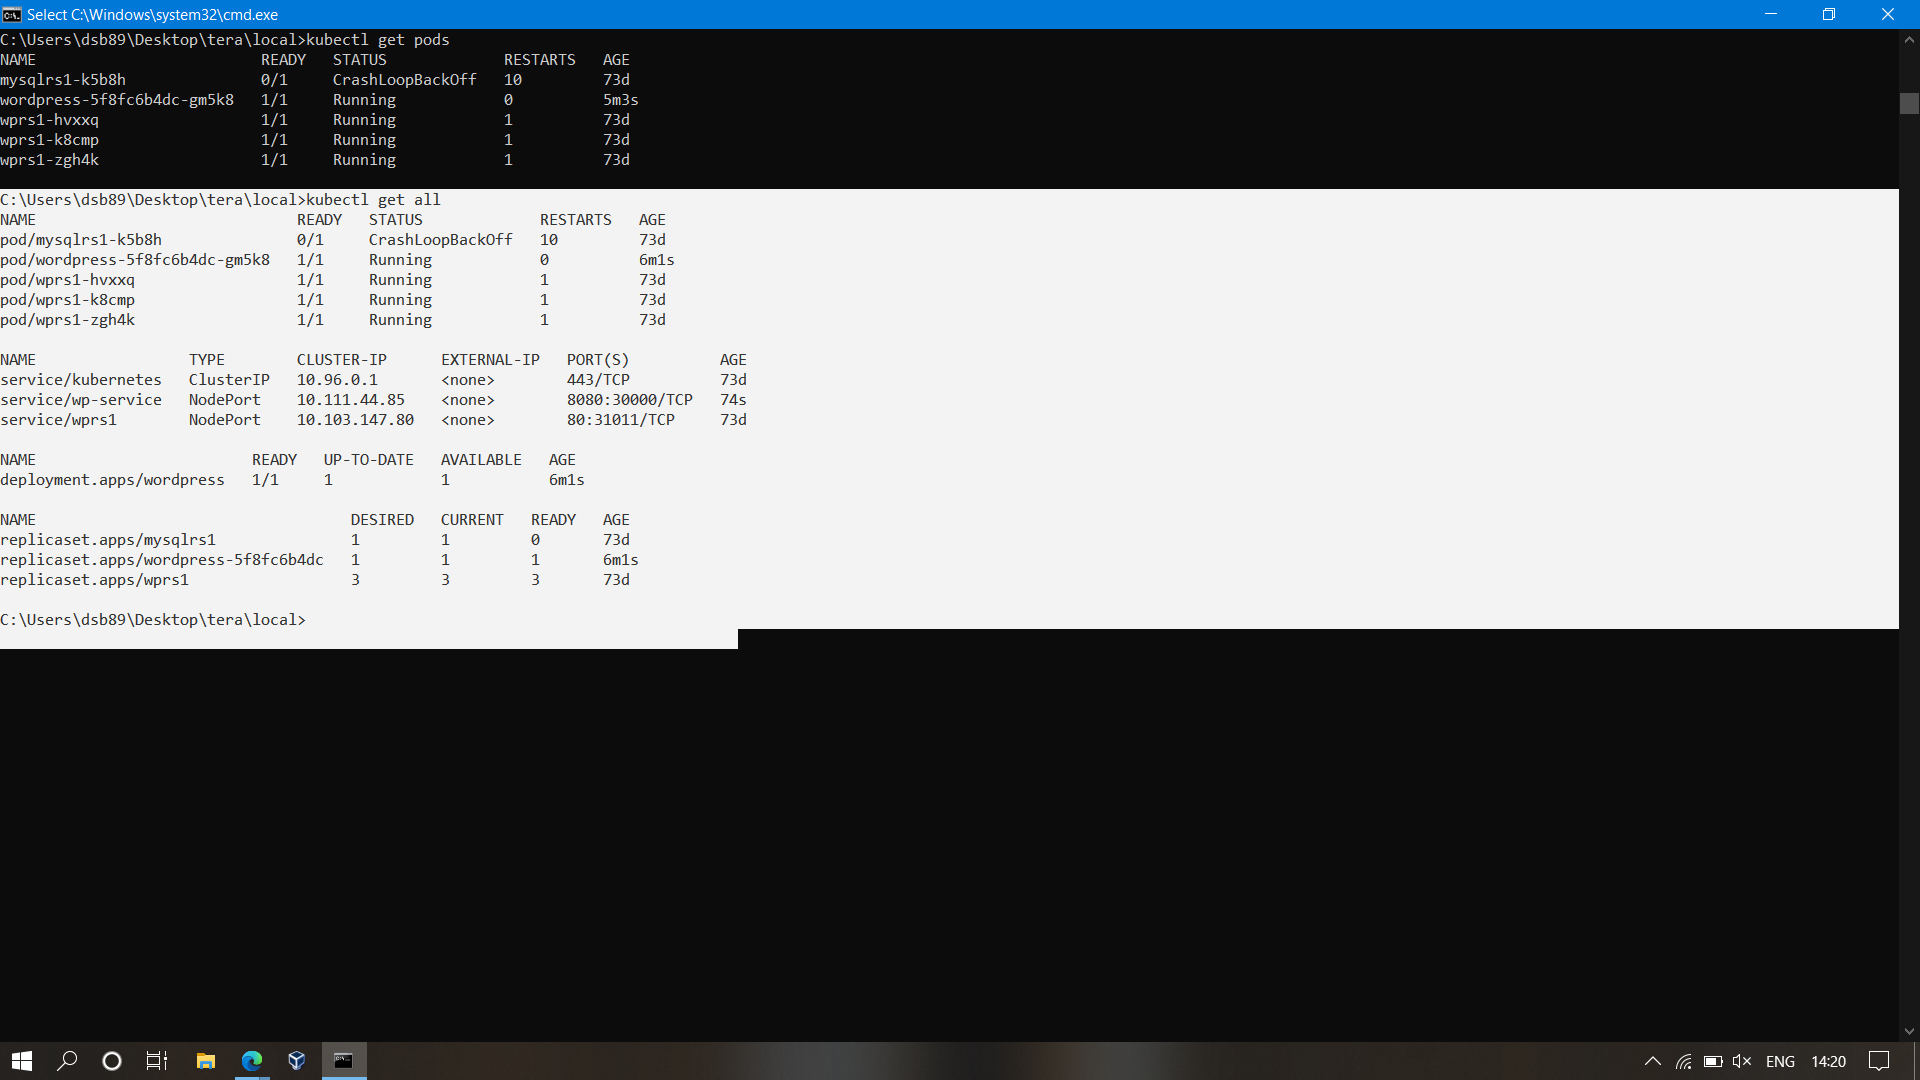 Select C:\Windows\system32\cmd.exe
C:\Users\dsb89\Desktop\tera\local>kubectl get pods
NAME READY STATUS RESTARTS AGE
mysqlrs1-k5b8h 0/1 CrashLoopBackOff 10 73d
wordpress-5f8fc6b4dc-gm5k8 1/1 Running 0 5m3s
wprs1-hvxxq 1/1 Running 1 73d
wprs1-k8cmp 1/1 Running 1 73d
wprs1-zgh4k 1/1 Running 1 73d
C:\Users\dsb89\Desktop\tera\local>kubectl get all
NAME READY STATUS RESTARTS AGE
pod/mysqlrs1-k5b8h 0/1 CrashLoopBackOff 10 73d
pod/wordpress-5f8fc6b4dc-gm5k8 1/1 Running 0 6m1s
pod/wprs1-hvxxq 1/1 Running 1 73d
pod/wprs1-k8cmp 1/1 Running 1 73d
pod/wprs1-zgh4k 1/1 Running 1 73d
NAME TYPE CLUSTER-IP EXTERNAL-IP PORT(S) AGE
service/kubernetes ClusterIP 10.96.0.1 <none> 443/TCP 73d
service/wp-service NodePort 10.111.44.85 <none> 8080:30000/TCP 74s
service/wprs1 NodePort 10.103.147.80 <none> 80:31011/TCP 73d
NAME READY UP-TO-DATE AVAILABLE AGE
deployment.apps/wordpress 1/1 1 1 6m1s
NAME DESIRED CURRENT READY AGE
replicaset.apps/mysqlrs1 1 1 0 73d
replicaset.apps/wordpress-5f8fc6b4dc 1 1 1 6m1s
replicaset.apps/wprs1 3 3 3 73d
C:\Users\dsb89\Desktop\tera\local>
ENG 14:20